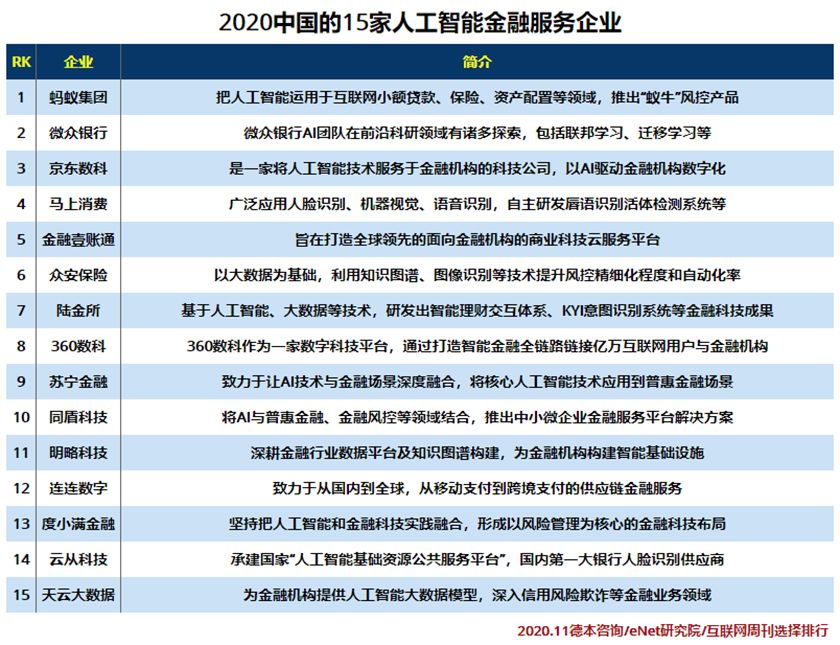 2020中国的15家人工智能金融服务企业
RK 企业 简介
1 蚂蚁集团 把人工智能运用于互联网小额贷款、保险、资产配置等领域，推出“蚁牛”风控产品
2 微众银行 微众银行AI团队在前沿科研领域有诸多探索，包括联邦学习、迁移学习等
3 京东数科 是一家将人工智能技术服务于金融机构的科技公司，以AI驱动金融机构数字化
4 马上消费 广泛应用人脸识别、机器视觉、语音识别，自主研发唇语识别活体检测系统等
5 金融壹账通 旨在打造全球领先的面向金融机构的商业科技云服务平台
6 众安保险 以大数据为基础，利用知识图谱、图像识别等技术提升风控精细化程度和自动化率
7 陆金所 基于人工智能、大数据等技术，研发出智能理财交互体系、KYI意图识别系统等金融科技成果
8 360数科 360数科作为一家数字科技平台，通过打造智能金融全链路链接亿万互联网用户与金融机构
9 苏宁金融 致力于让AI技术与金融场景深度融合，将核心人工智能技术应用到普惠金融场景
10 同盾科技 将AI与普惠金融、金融风控等领域结合，推出中小微企业金融服务平台解决方案
11 明略科技 深耕金融行业数据平台及知识图谱构建，为金融机构构建智能基础设施
12 连连数字 致力于从国内到全球，从移动支付到跨境支付的供应链金融服务
13 度小满金融 坚持把人工智能和金融科技实践融合，形成以风险管理为核心的金融科技布局
14 云从科技 承建国家“人工智能基础资源公共服务平台”，国内第一大银行人脸识别供应商
15 天云大数据 为金融机构提供人工智能大数据模型，深入信用风险欺诈等金融业务领域
2020.11德本咨询/eNet研究院/互联网周刊选择排行